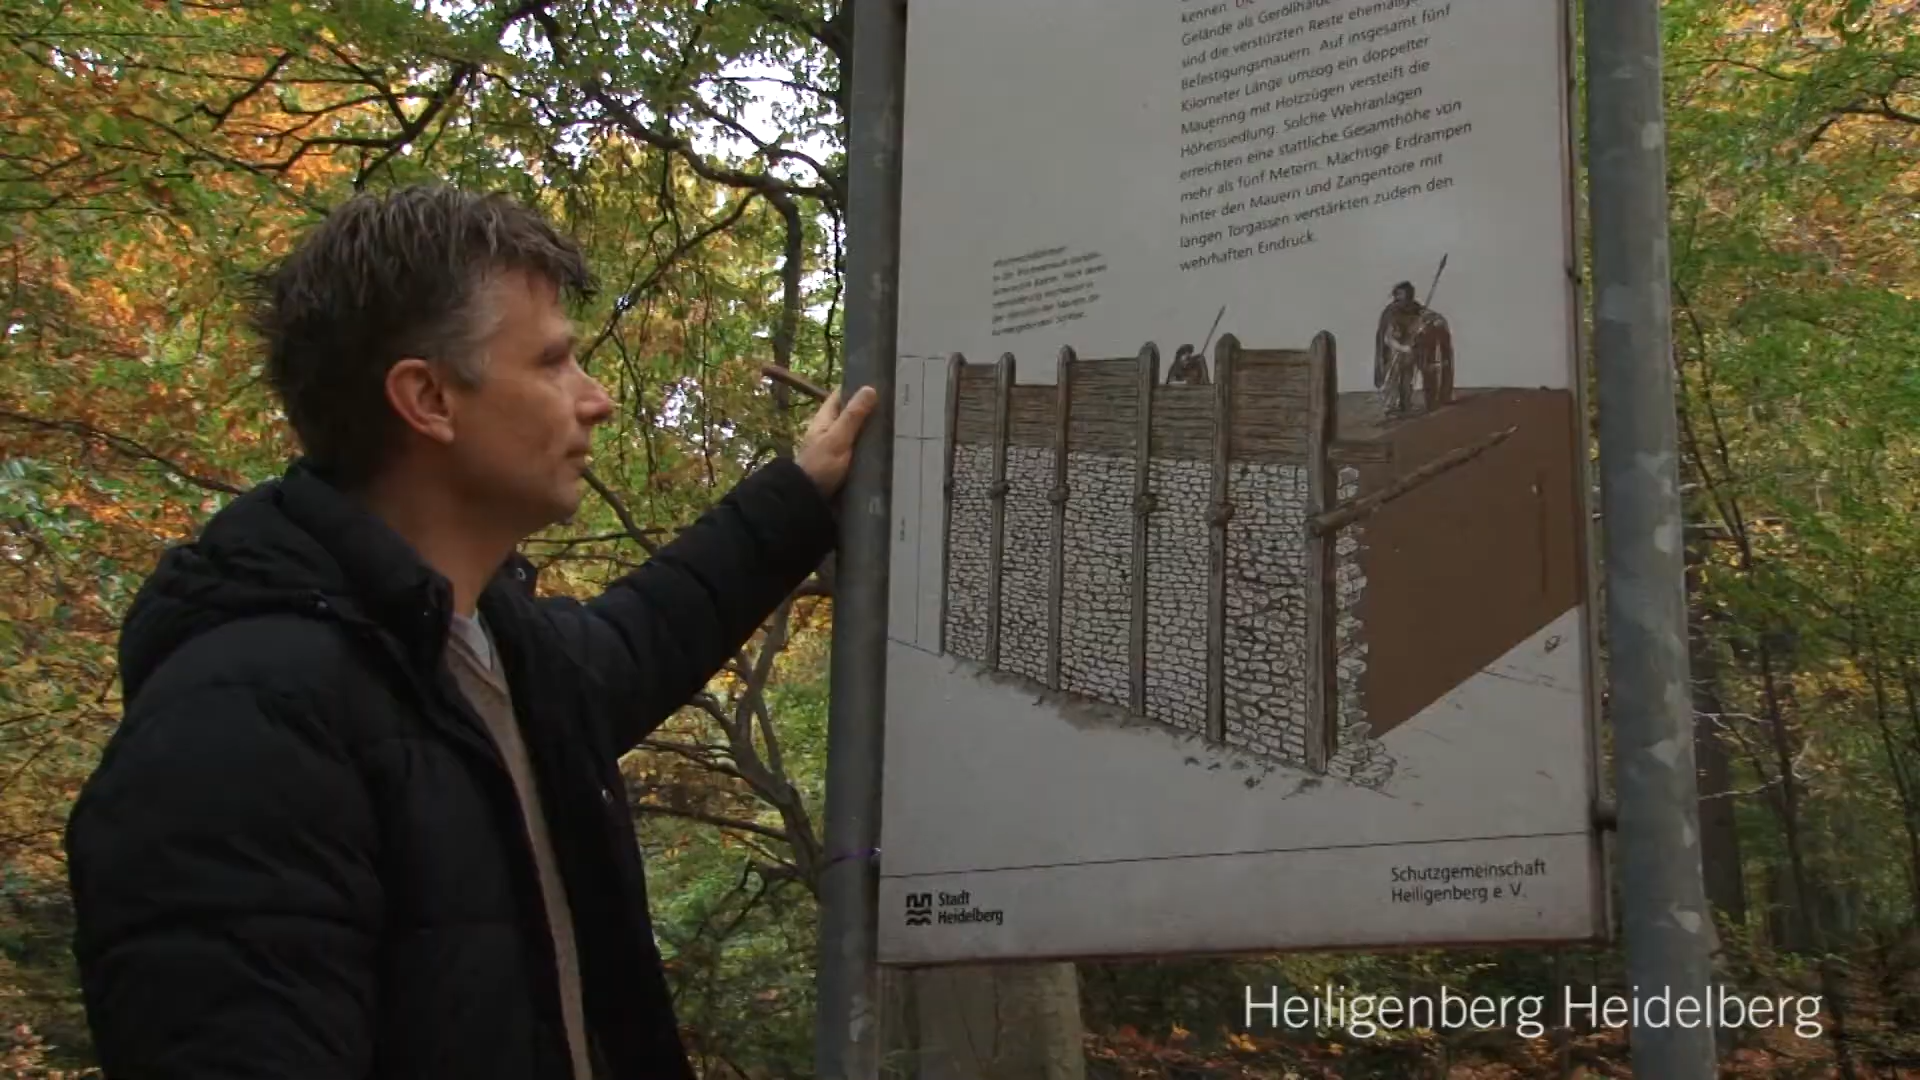 kennen. Die
Gelände als Geröllhalde
sind die verstürzten Reste ehemaliger
Befestigungsmauern. Auf insgesamt fünf
Kilometer Länge umzog ein doppelter
Mauerring mit Holzzügen versteift die
Höhensiedlung. Solche Wehranlagen
erreichten eine stattliche Gesamthöhe von
mehr als fünf Metern. Mächtige Erdrampen
hinter den Mauern und Zangentore mit
langen Torgassen verstärkten zudem den
wehrhaften Eindruck.
Stadt
Heidelberg
Schutzgemeinschaft
Heiligenberg e. V.
Heiligenberg Heidelberg